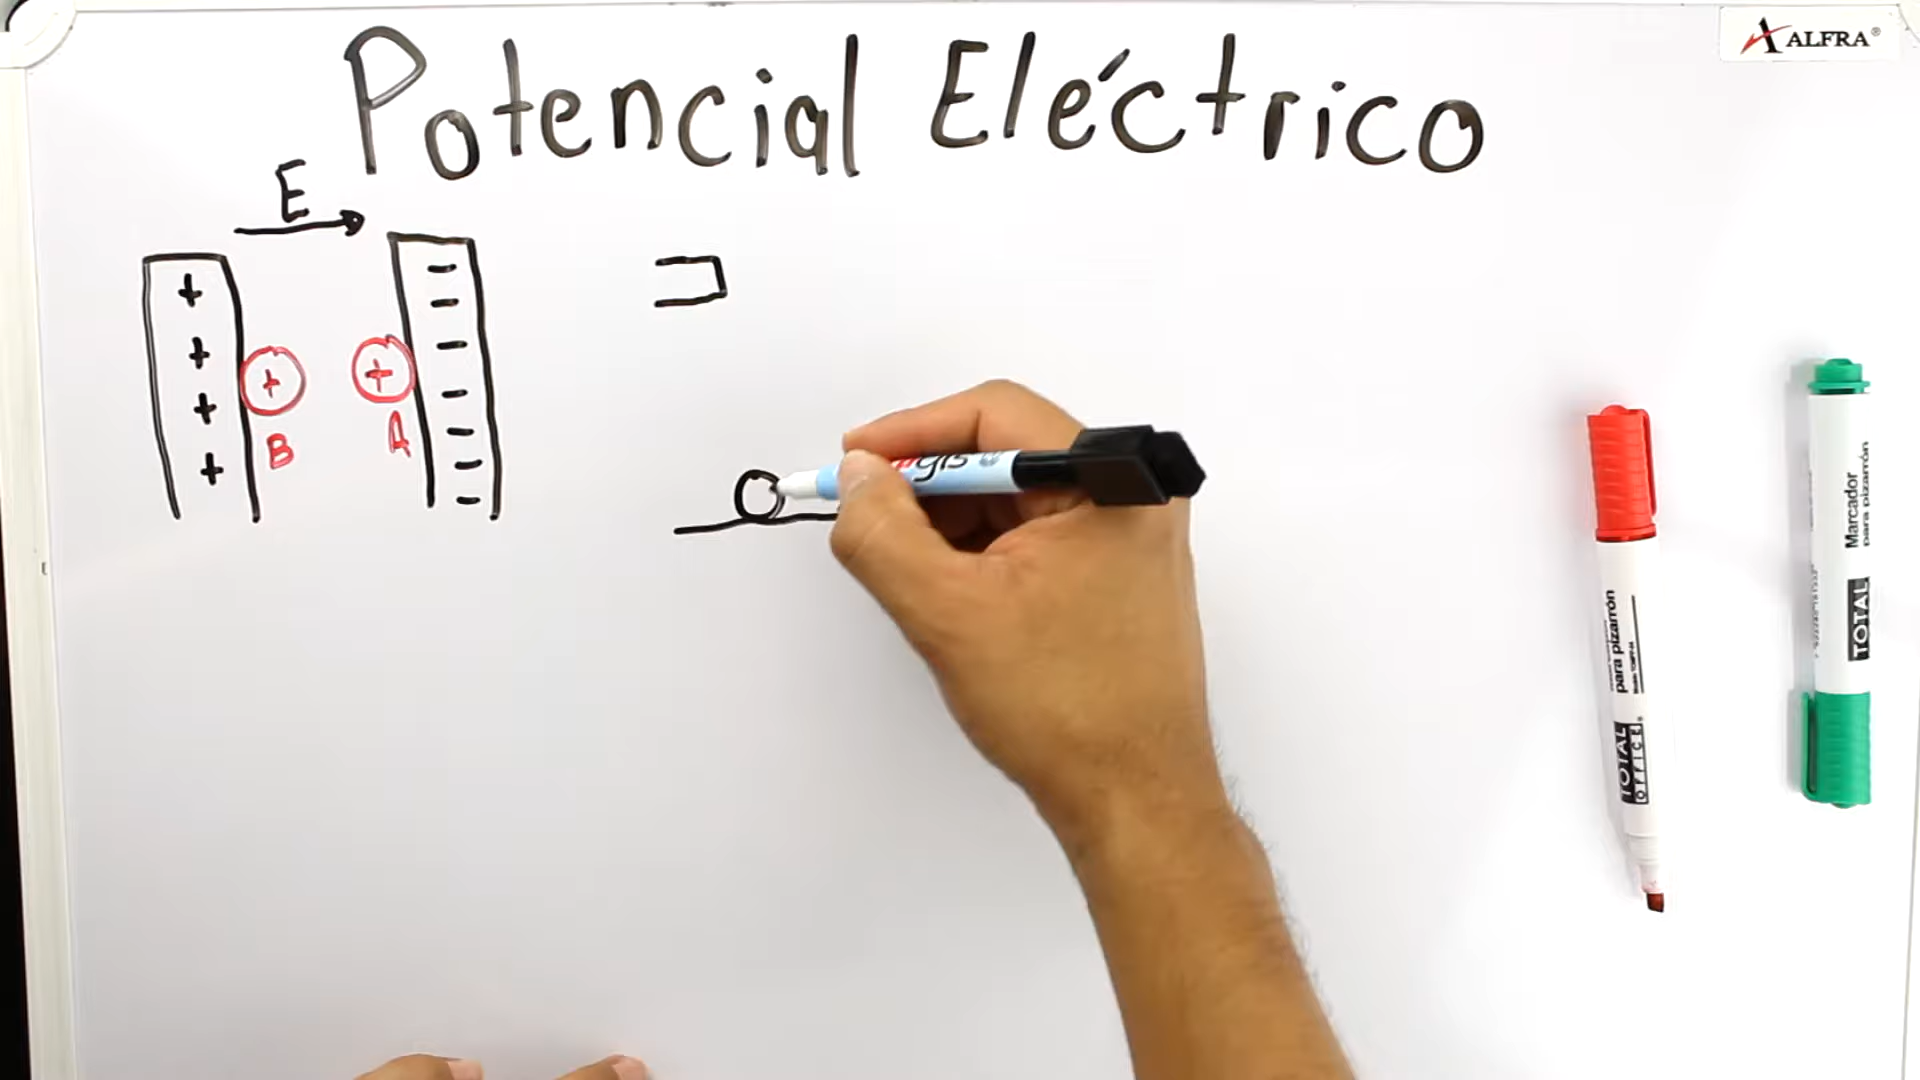 Potencial Eléctrico
ALFRA®
E
+ −
+ −
+ −
+ −
−
−
−
+ +
B A
gis
TOTAL OFFICE
para pizarrón
TOTAL
Marcador
para pizarrón